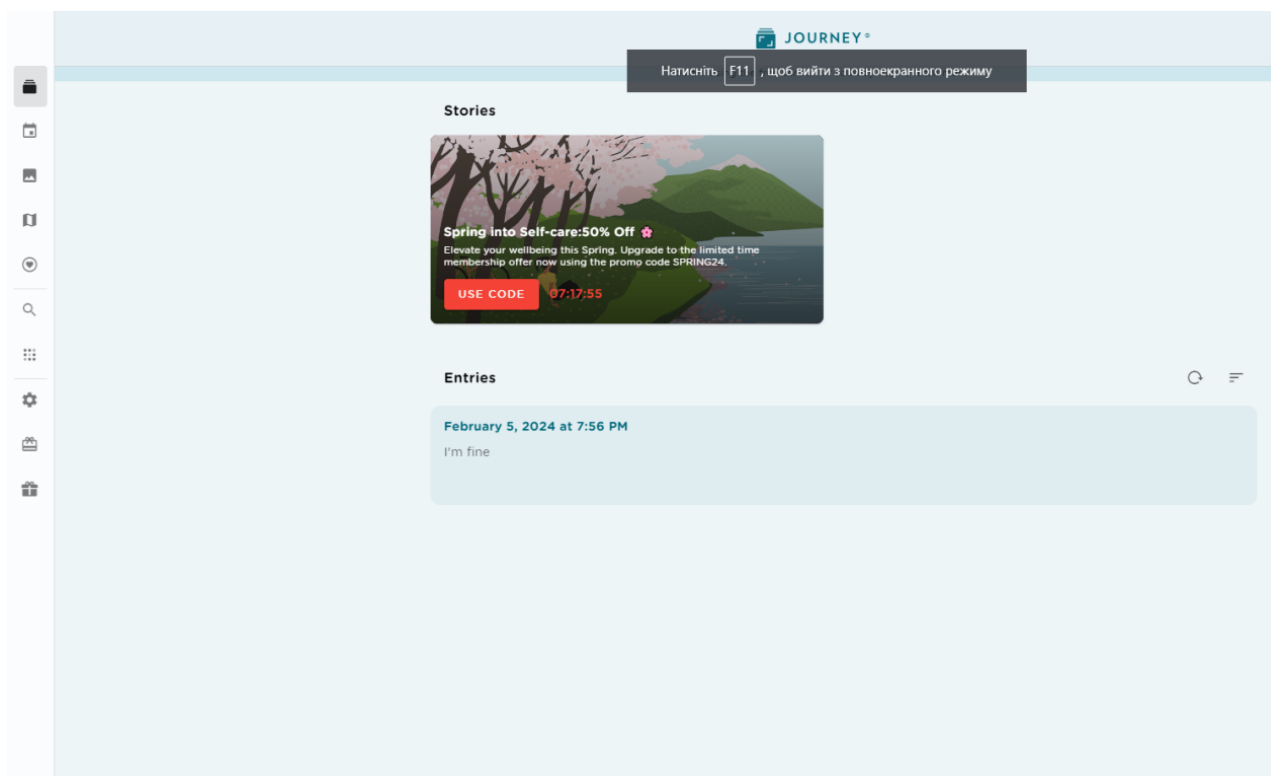 JOURNEY®
Натисніть F11 , щоб вийти з повноекранного режиму
Stories
Spring into Self-care:50% Off 🌸
Elevate your wellbeing this Spring. Upgrade to the limited time
membership offer now using the promo code SPRING24.
USE CODE 07:17:55
Entries
February 5, 2024 at 7:56 PM
I'm fine